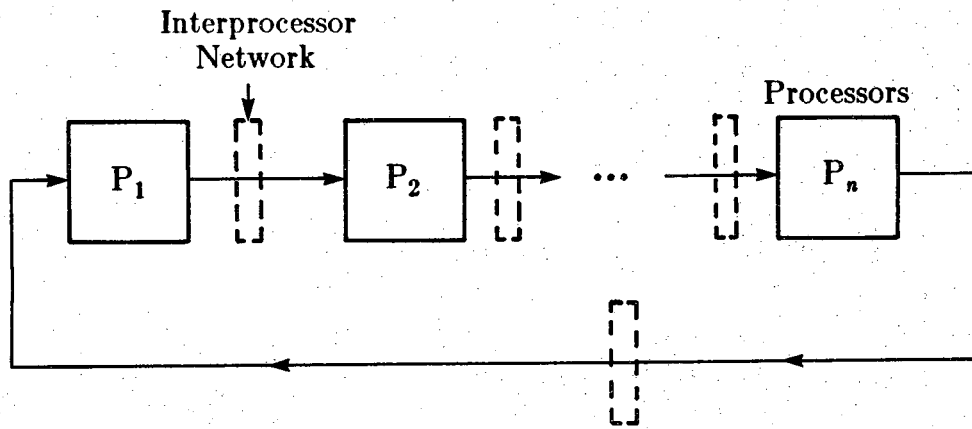 Interprocessor
Network
Processors
P₁
P₂
...
Pₙ